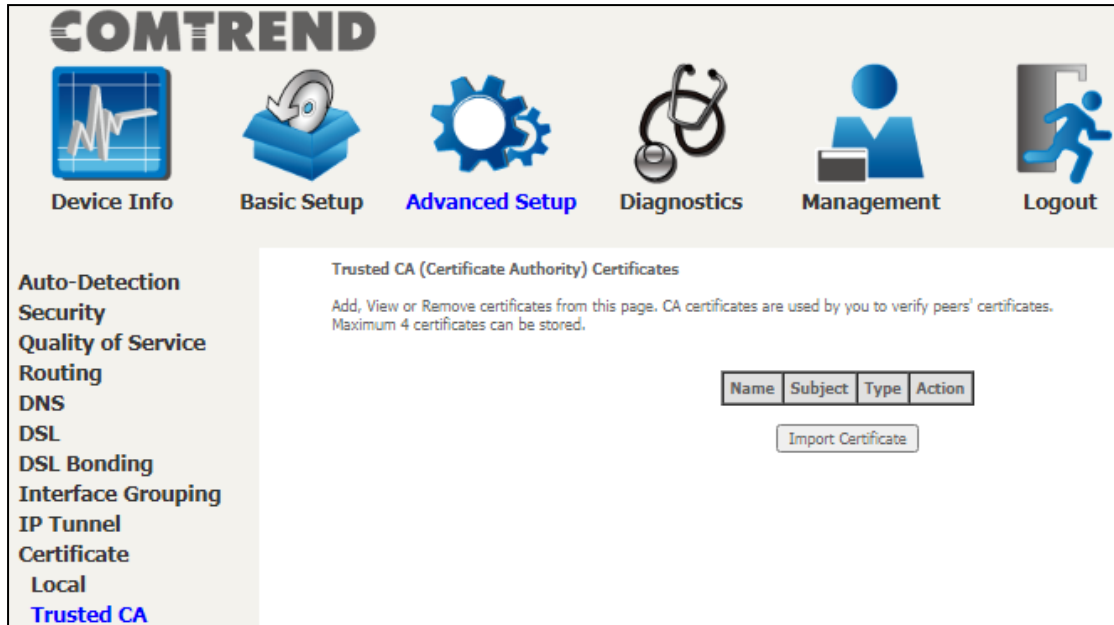 COMTREND
Device Info
Basic Setup
Advanced Setup
Diagnostics
Management
Logout
Auto-Detection
Security
Quality of Service
Routing
DNS
DSL
DSL Bonding
Interface Grouping
IP Tunnel
Certificate
Local
Trusted CA
Trusted CA (Certificate Authority) Certificates
Add, View or Remove certificates from this page. CA certificates are used by you to verify peers' certificates.
Maximum 4 certificates can be stored.
Name Subject Type Action
Import Certificate